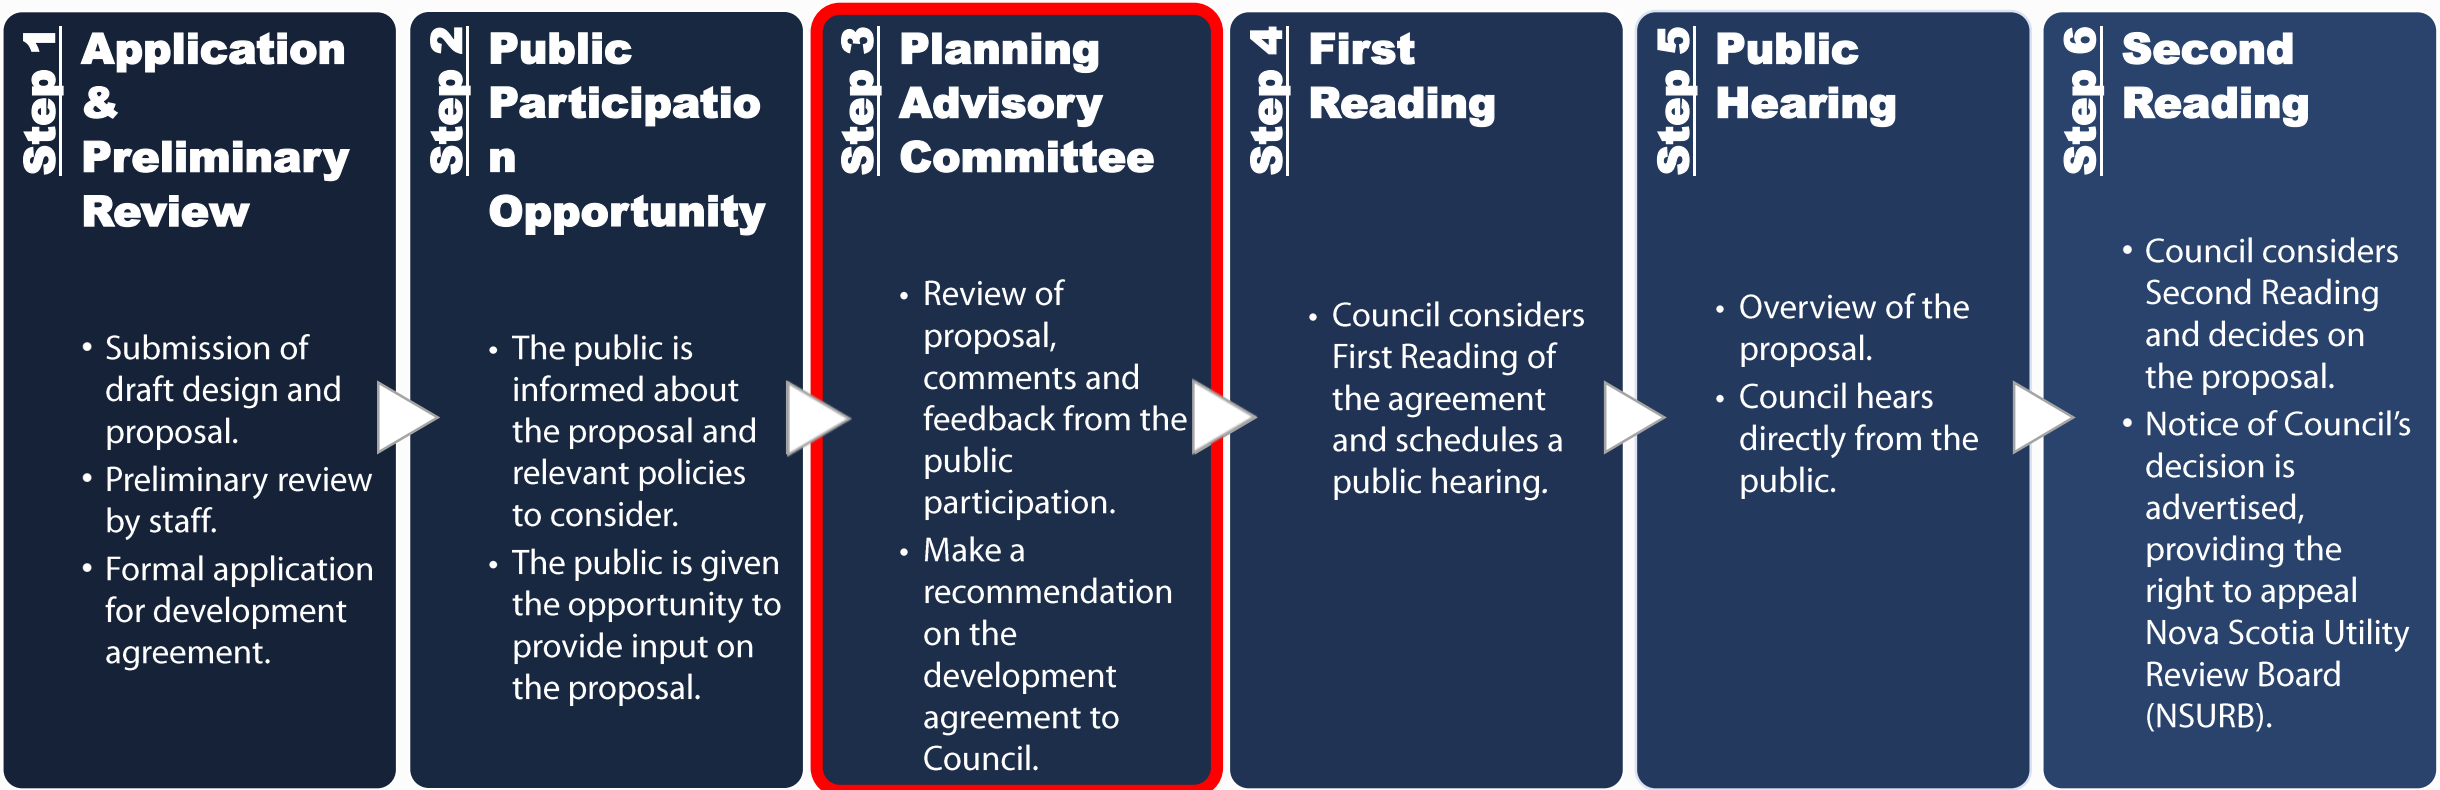 Step 1
Application
&
Preliminary
Review
• Submission of
draft design and
proposal.
• Preliminary review
by staff.
• Formal application
for development
agreement.
Step 2
Public
Participatio
n
Opportunity
• The public is
informed about
the proposal and
relevant policies
to consider.
• The public is given
the opportunity to
provide input on
the proposal.
Step 3
Planning
Advisory
Committee
• Review of
proposal,
comments and
feedback from the
public
participation.
• Make a
recommendation
on the
development
agreement to
Council.
Step 4
First
Reading
• Council considers
First Reading of
the agreement
and schedules a
public hearing.
Step 5
Public
Hearing
• Overview of the
proposal.
• Council hears
directly from the
public.
Step 6
Second
Reading
• Council considers
Second Reading
and decides on
the proposal.
• Notice of Council’s
decision is
advertised,
providing the
right to appeal
Nova Scotia Utility
Review Board
(NSURB).